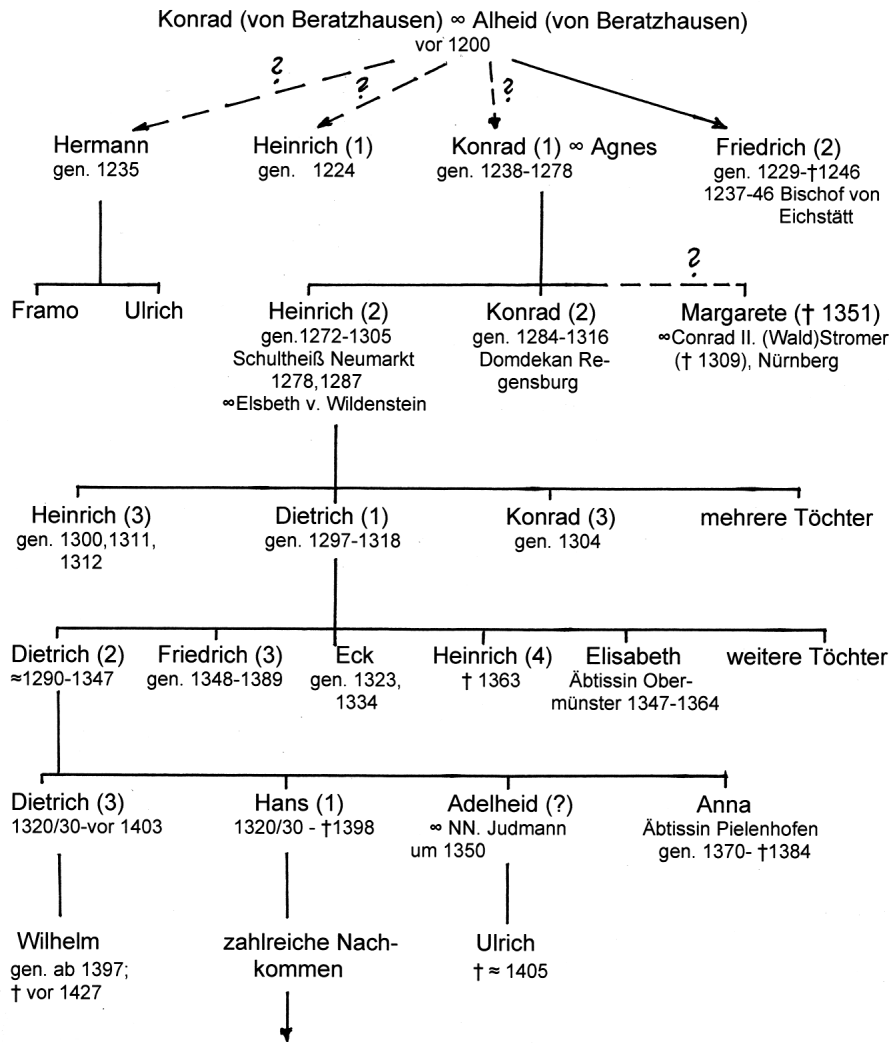 Konrad (von Beratzhausen) ∞ Alheid (von Beratzhausen)
vor 1200
? ? ?
Hermann
gen. 1235
Heinrich (1)
gen. 1224
Konrad (1) ∞ Agnes
gen. 1238-1278
Friedrich (2)
gen. 1229-†1246
1237-46 Bischof von
Eichstätt
?
Framo
Ulrich
Heinrich (2)
gen.1272-1305
Schultheiß Neumarkt
1278,1287
∞Elsbeth v. Wildenstein
Konrad (2)
gen. 1284-1316
Domdekan Re-
gensburg
Margarete († 1351)
∞Conrad II. (Wald)Stromer
(† 1309), Nürnberg
Heinrich (3)
gen. 1300,1311,
1312
Dietrich (1)
gen. 1297-1318
Konrad (3)
gen. 1304
mehrere Töchter
Dietrich (2)
≈1290-1347
Friedrich (3)
gen. 1348-1389
Eck
gen. 1323,
1334
Heinrich (4)
† 1363
Elisabeth
Äbtissin Ober-
münster 1347-1364
weitere Töchter
Dietrich (3)
1320/30-vor 1403
Hans (1)
1320/30 - †1398
Adelheid (?)
∞ NN. Judmann
um 1350
Anna
Äbtissin Pielenhofen
gen. 1370- †1384
Wilhelm
gen. ab 1397;
† vor 1427
zahlreiche Nach-
kommen
Ulrich
† ≈ 1405